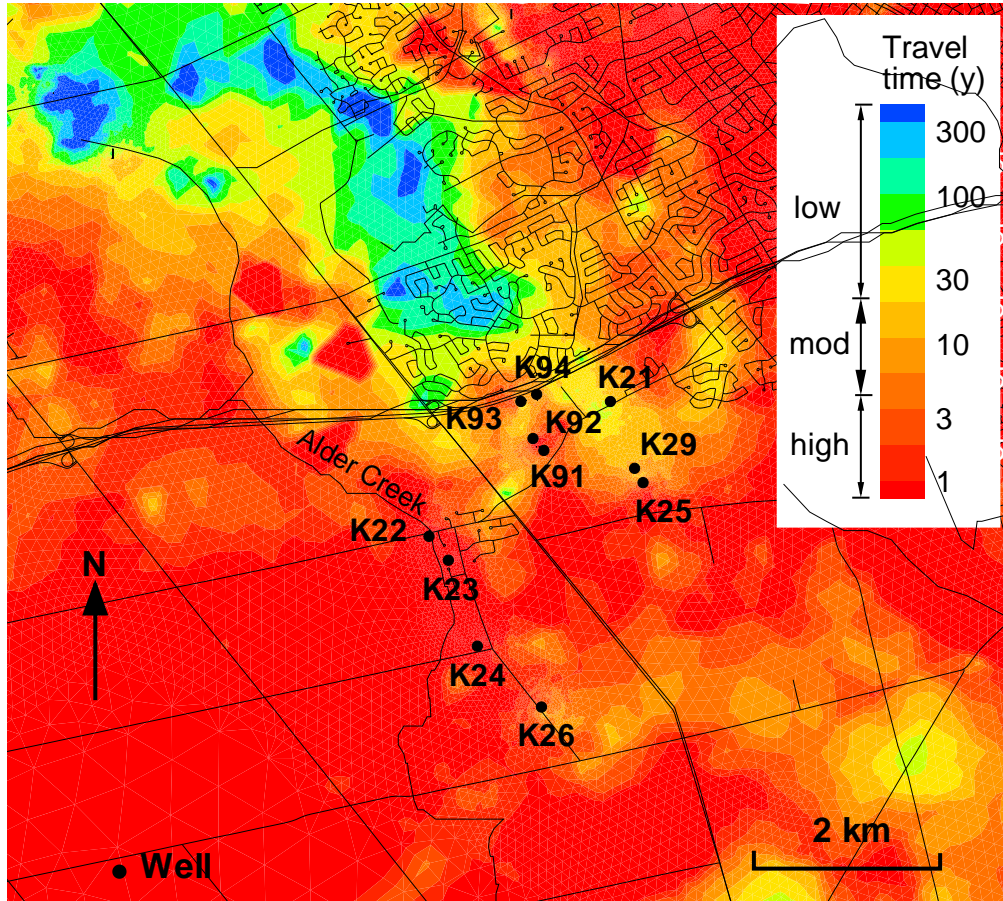 Travel
time (y)
300
100
30
10
3
1
low
mod
high
K94
K21
K93
K92
K29
K91
K25
Alder Creek
K22
K23
N
K24
K26
2 km
Well